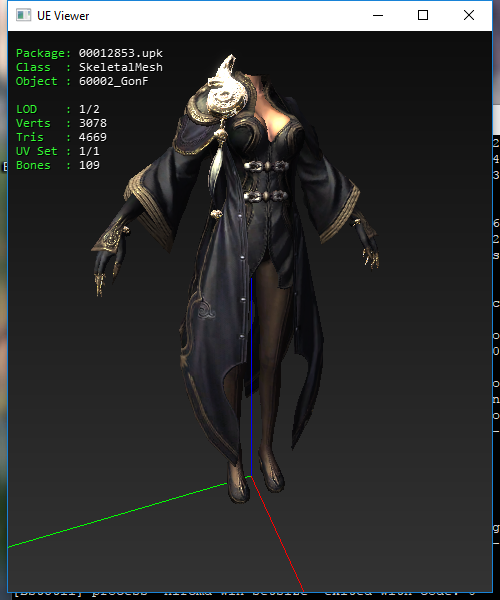 UE Viewer
Package: 00012853.upk
Class : SkeletalMesh
Object : 60002_GonF
LOD : 1/2
Verts : 3078
Tris : 4669
UV Set : 1/1
Bones : 109